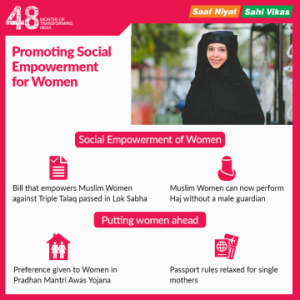 48 MONTHS OF
TRANSFORMING
INDIA
Saaf Niyat Sahi Vikas
Promoting Social
Empowerment
for Women
Social Empowerment of Women
Bill that empowers Muslim Women
against Triple Talaq passed in Lok Sabha
Muslim Women can now perform
Haj without a male guardian
Putting women ahead
Preference given to Women in
Pradhan Mantri Awas Yojana
Passport rules relaxed for single
mothers